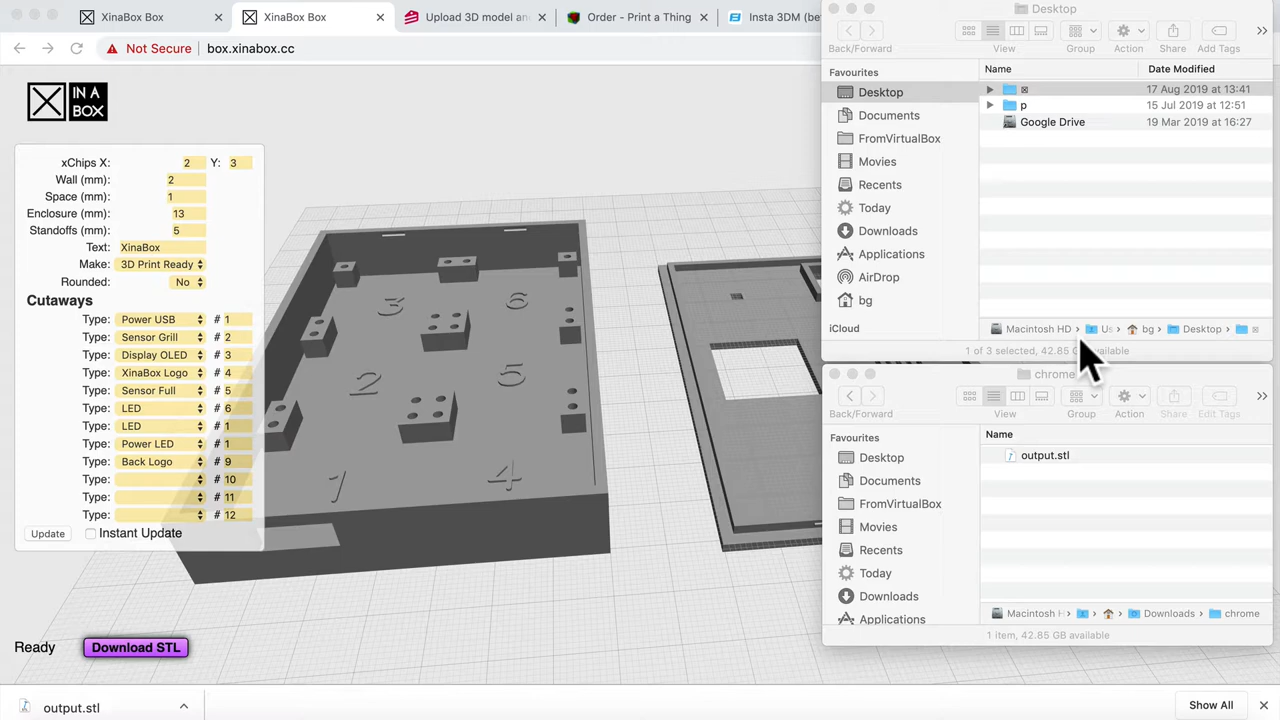 XinaBox Box
XinaBox Box
Upload 3D model an
Order - Print a Thing
Insta 3DM (bet
Not Secure
box.xinabox.cc
IN A
BOX
xChips X: 2 Y: 3
Wall (mm): 2
Space (mm): 1
Enclosure (mm): 13
Standoffs (mm): 5
Text: XinaBox
Make: 3D Print Ready
Rounded: No
Cutaways
Type: Power USB # 1
Type: Sensor Grill # 2
Type: Display OLED # 3
Type: XinaBox Logo # 4
Type: Sensor Full # 5
Type: LED # 6
Type: LED # 1
Type: Power LED # 1
Type: Back Logo # 9
Type: # 10
Type: # 11
Type: # 12
Update
Instant Update
Ready
Download STL
3 6
2 5
1 4
Desktop
Back/Forward View Group Action Share Add Tags
Favourites
Desktop
Documents
FromVirtualBox
Movies
Recents
Today
Downloads
Applications
AirDrop
bg
iCloud
Name Date Modified
17 Aug 2019 at 13:41
p 15 Jul 2019 at 12:51
Google Drive 19 Mar 2019 at 16:27
Macintosh HD › Us › bg › Desktop ›
1 of 3 selected, 42.85 GB available
chrome
Back/Forward View Group Action Share Edit Tags
Favourites
Desktop
Documents
FromVirtualBox
Movies
Recents
Today
Downloads
Applications
Name
output.stl
Macintosh H › › › Downloads › chrome
1 item, 42.85 GB available
output.stl
Show All